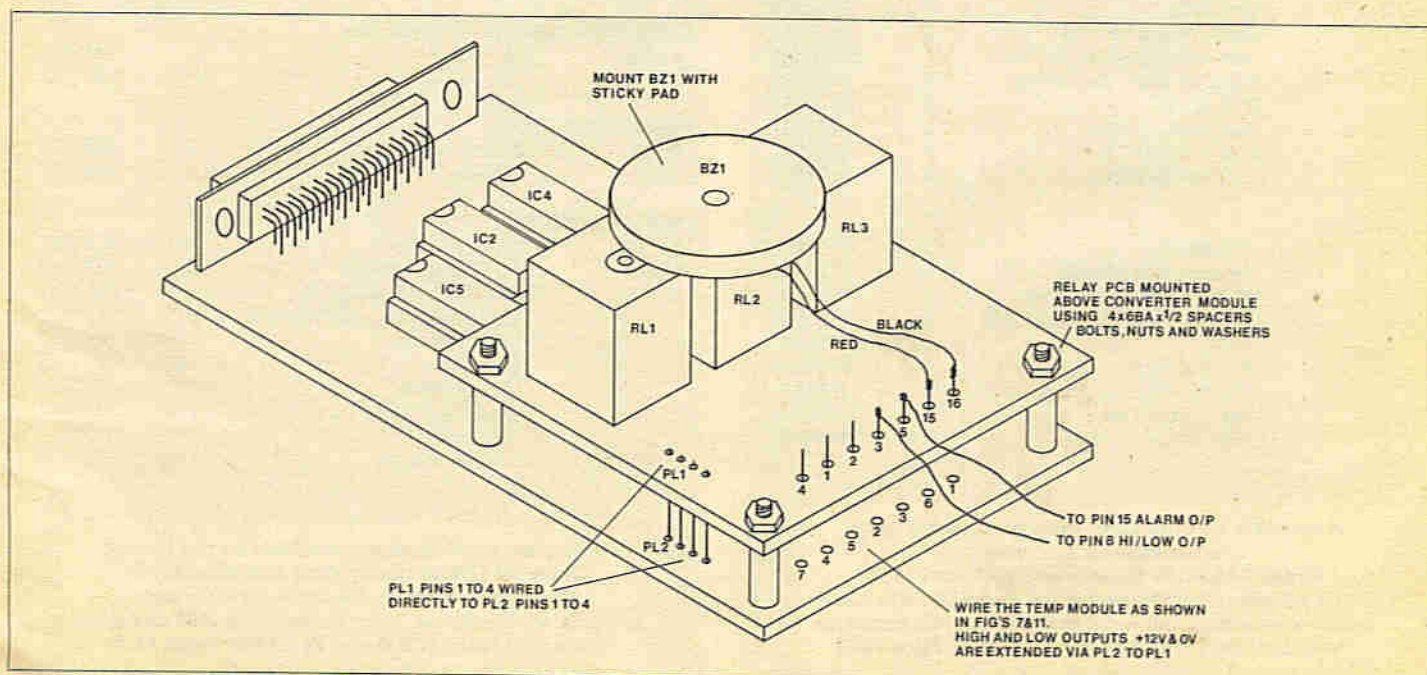 MOUNT BZ1 WITH
STICKY PAD
BZ1
IC4
IC2
IC5
RL3
RL2
RL1
RELAY PCB MOUNTED
ABOVE CONVERTER MODULE
USING 4x6BAx1/2 SPACERS
BOLTS, NUTS AND WASHERS
BLACK
RED
16
15
5
3
2
1
4
PL1
1
6
3
2
5
4
7
PL2
TO PIN 15 ALARM O/P
TO PIN 8 HI/LOW O/P
PL1 PINS 1 TO 4 WIRED
DIRECTLY TO PL2 PINS 1 TO 4
WIRE THE TEMP MODULE AS SHOWN
IN FIG'S 7&11.
HIGH AND LOW OUTPUTS +12V & 0V
ARE EXTENDED VIA PL2 TO PL1